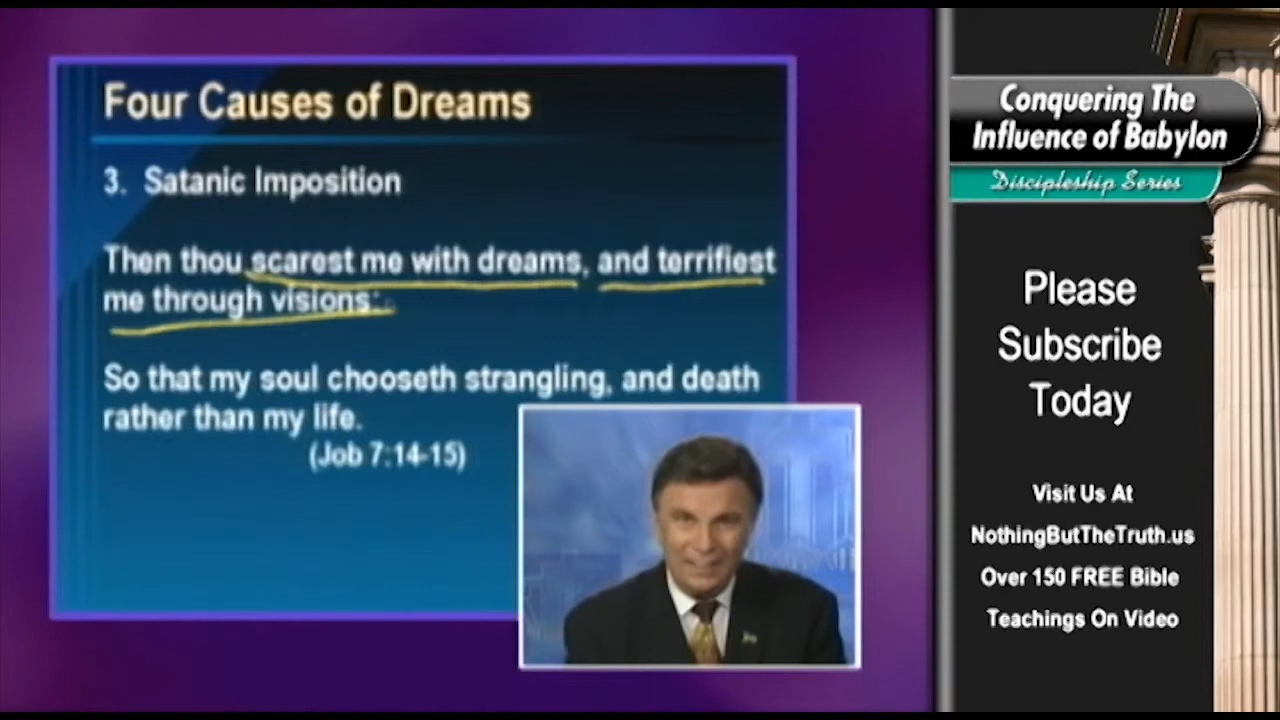 Four Causes of Dreams
3. Satanic Imposition
Then thou scarest me with dreams, and terrifiest
me through visions:
So that my soul chooseth strangling, and death
rather than my life.
(Job 7:14-15)
Conquering The
Influence of Babylon
Discipleship Series
Please
Subscribe
Today
Visit Us At
NothingButTheTruth.us
Over 150 FREE Bible
Teachings On Video